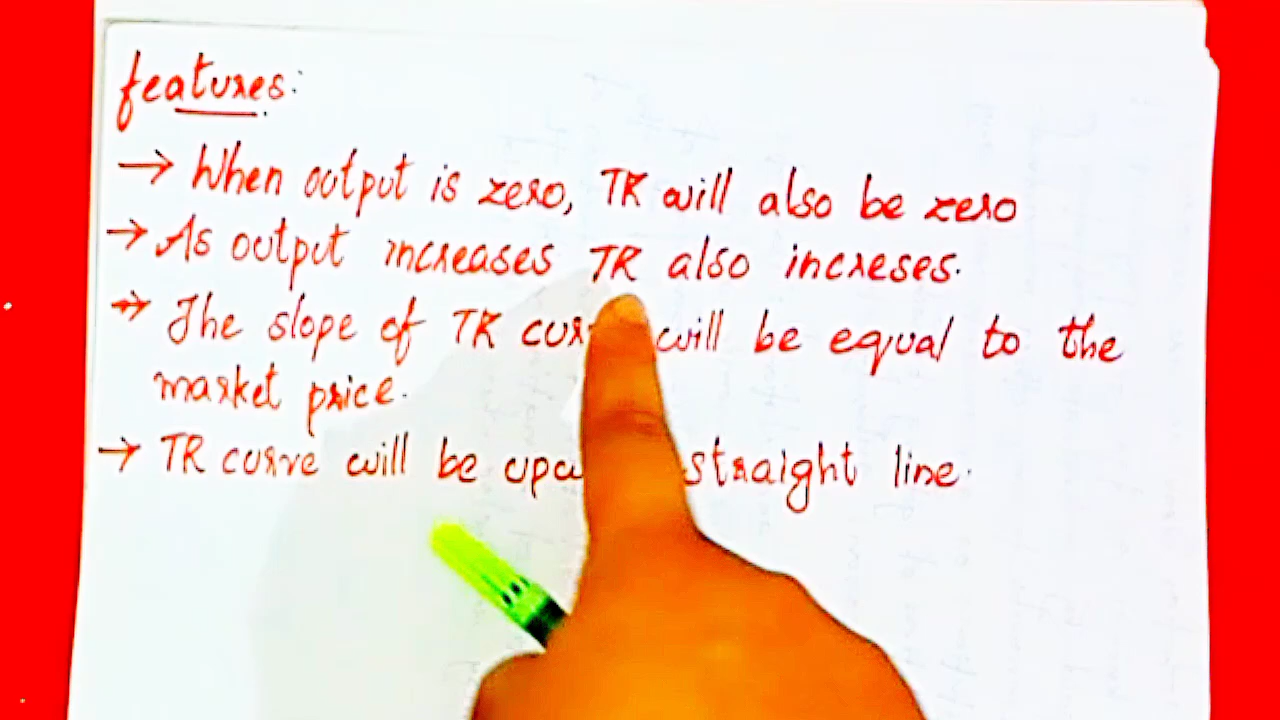 features:
→ When output is zero, TR will also be zero
→ As output increases TR also increses.
→ The slope of TR cur will be equal to the
market price.
→ TR curve will be upw straight line.